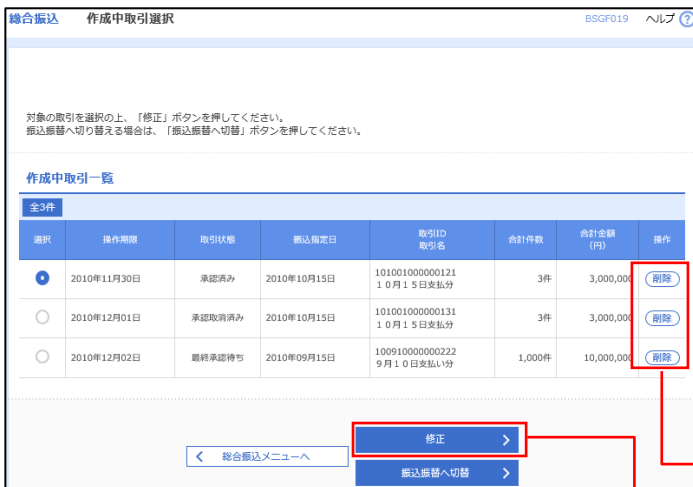 総合振込 作成中取引選択 BSGF019 ヘルプ ?
対象の取引を選択の上、「修正」ボタンを押してください。
振込振替へ切り替える場合は、「振込振替へ切替」ボタンを押してください。
作成中取引一覧
全3件
選択 操作期限 取引状態 振込指定日 取引ID 合計件数 合計金額 操作
取引名 (円)
2010年11月30日 承認済み 2010年10月15日 101001000000121 3件 3,000,000 削除
10月15日支払分
2010年12月01日 承認取消済み 2010年10月15日 101001000000131 3件 3,000,000 削除
10月15日支払分
2010年12月02日 最終承認待ち 2010年09月15日 100910000000222 1,000件 10,000,000 削除
9月10日支払い分
修正
総合振込メニューへ
振込振替へ切替